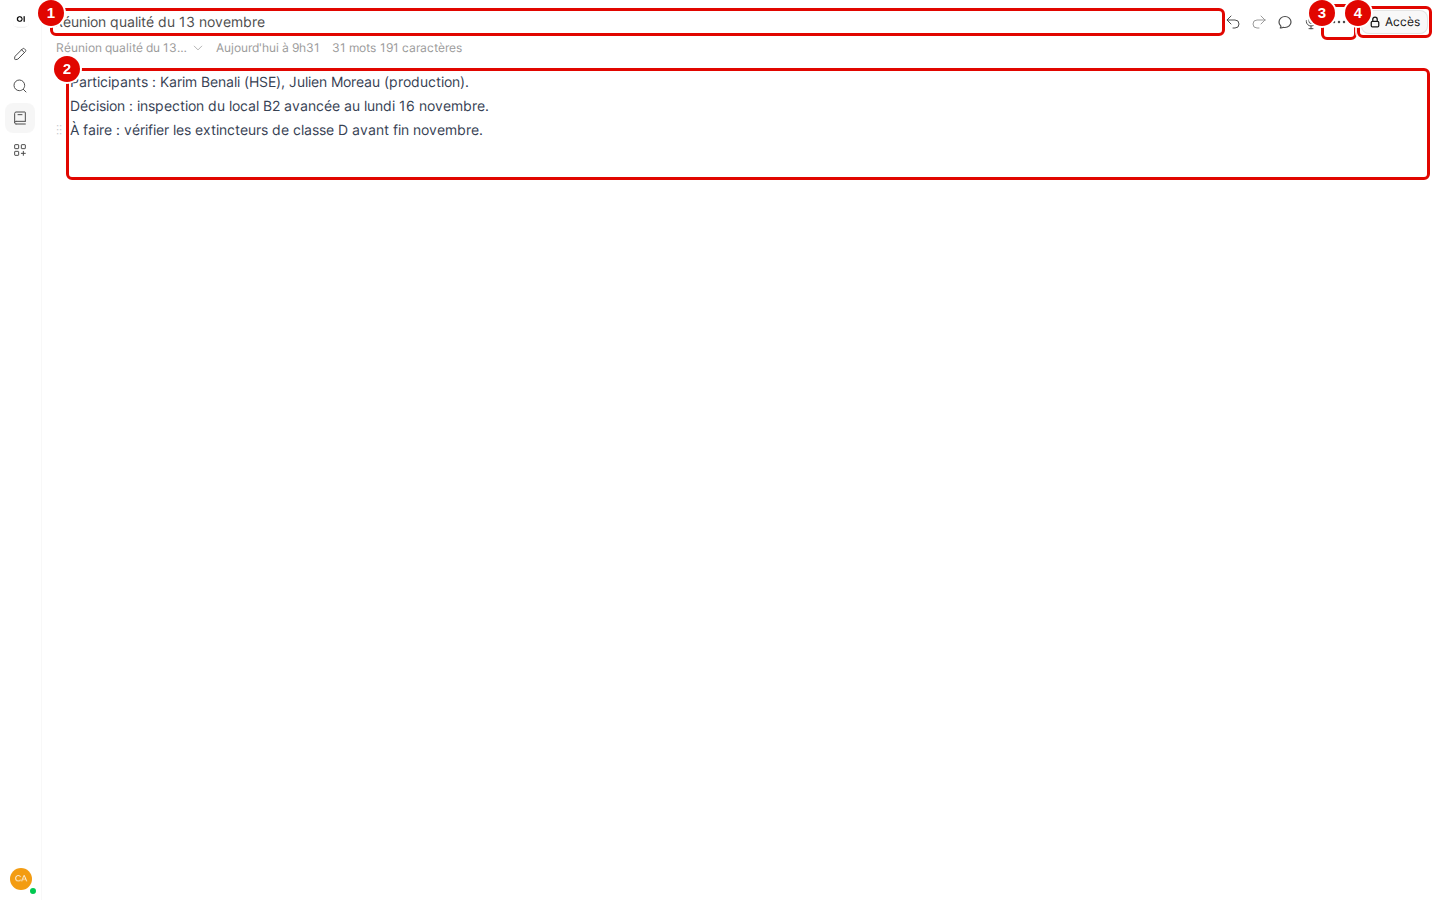 OI
1
Réunion qualité du 13 novembre
3
4
Accès
Réunion qualité du 13...
Aujourd'hui à 9h31
31 mots 191 caractères
2
Participants : Karim Benali (HSE), Julien Moreau (production).
Décision : inspection du local B2 avancée au lundi 16 novembre.
À faire : vérifier les extincteurs de classe D avant fin novembre.
CA